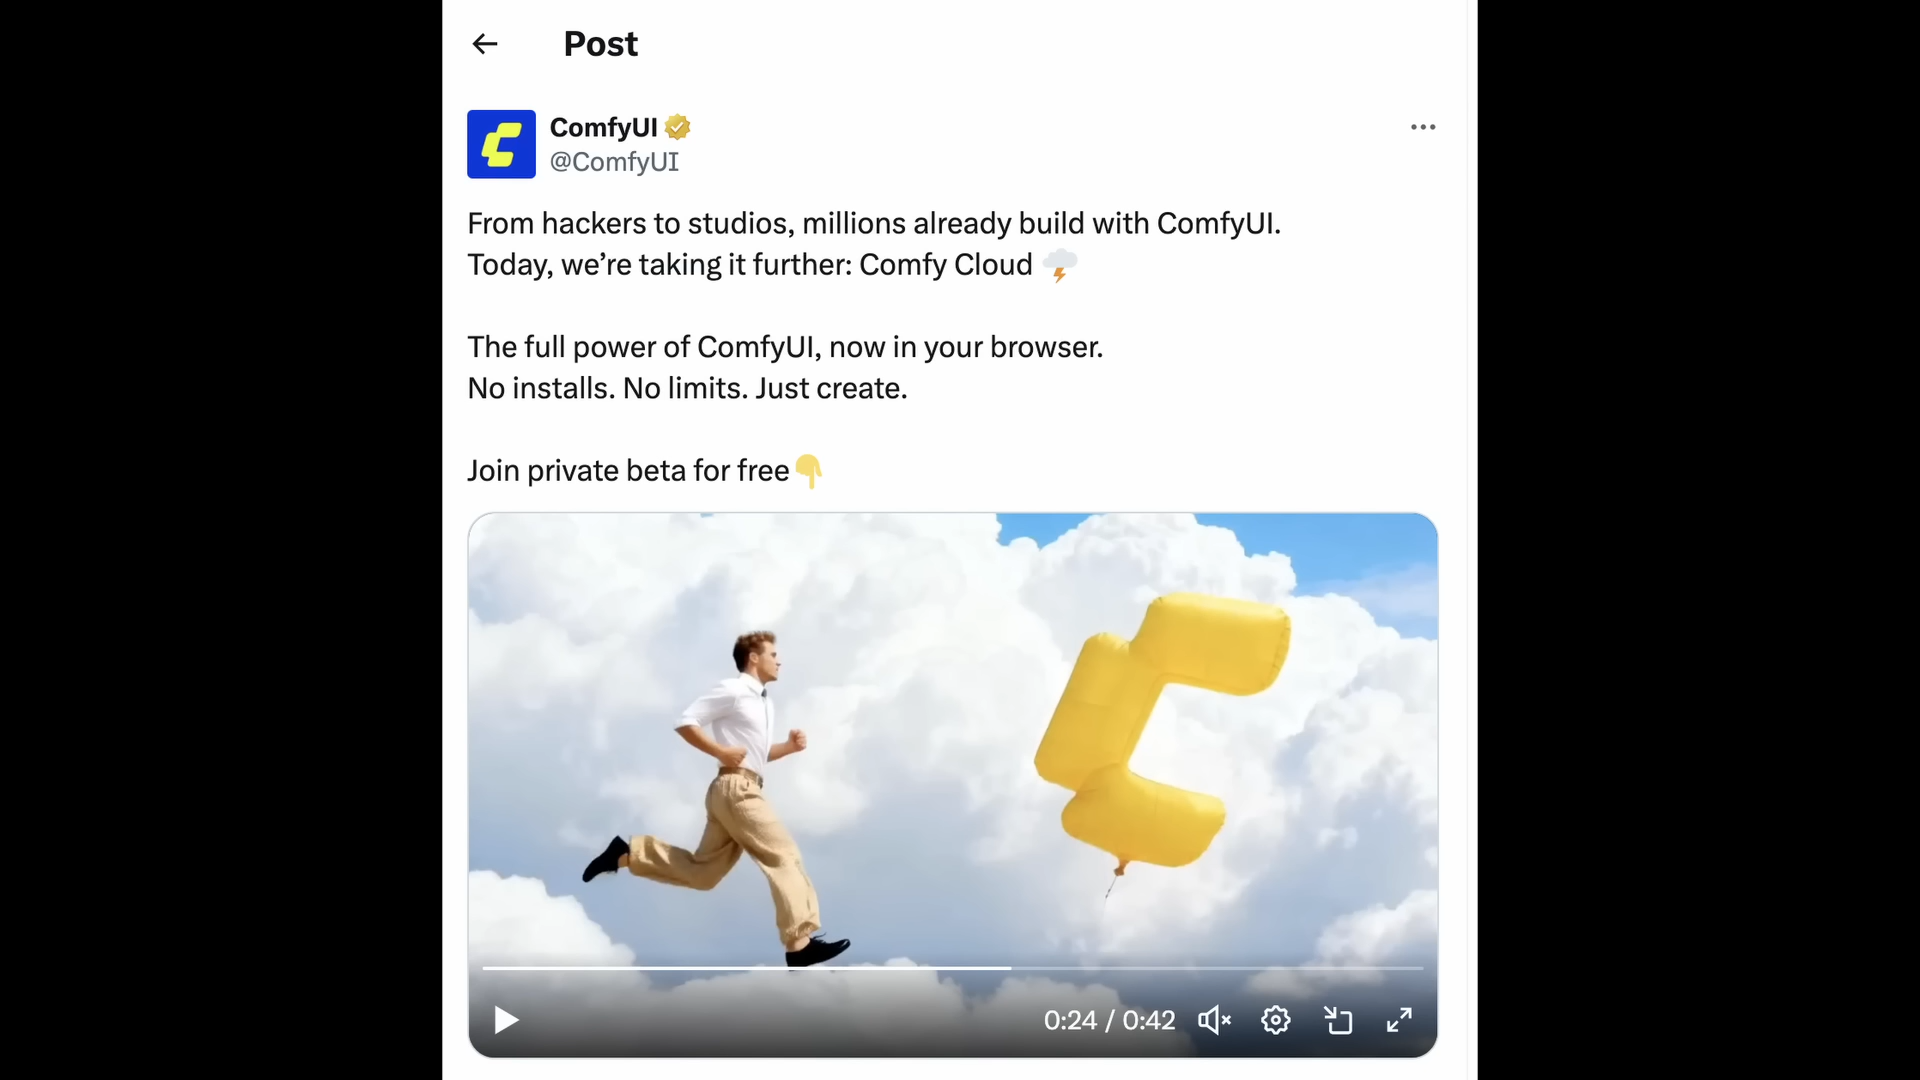 Post
ComfyUI
@ComfyUI
From hackers to studios, millions already build with ComfyUI.
Today, we’re taking it further: Comfy Cloud 🌩️
The full power of ComfyUI, now in your browser.
No installs. No limits. Just create.
Join private beta for free👇
0:24 / 0:42